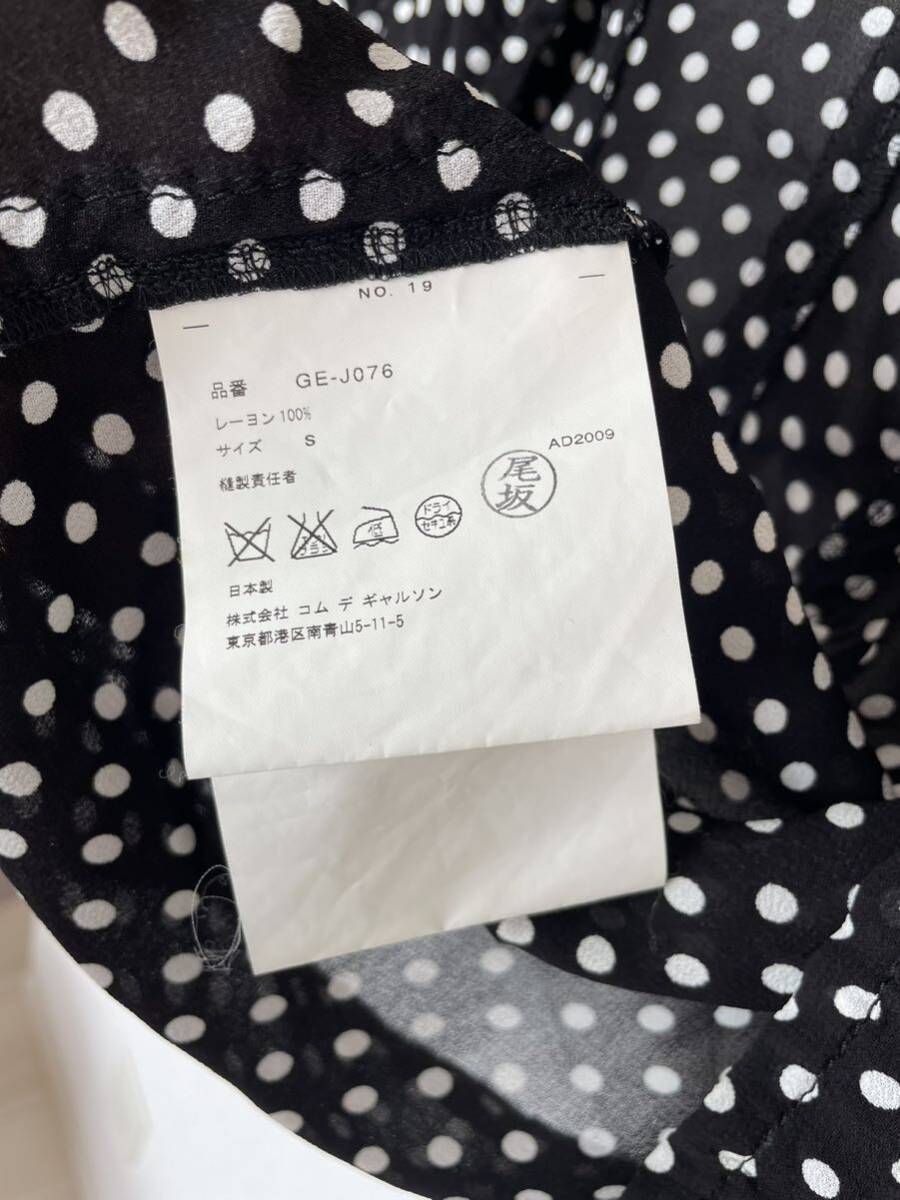 NO. 19
品番 GE-J076
レーヨン100%
サイズ S
AD2009
縫製責任者
尾坂
低
ドライ
セキユ系
日本製
株式会社 コム デ ギャルソン
東京都港区南青山5-11-5